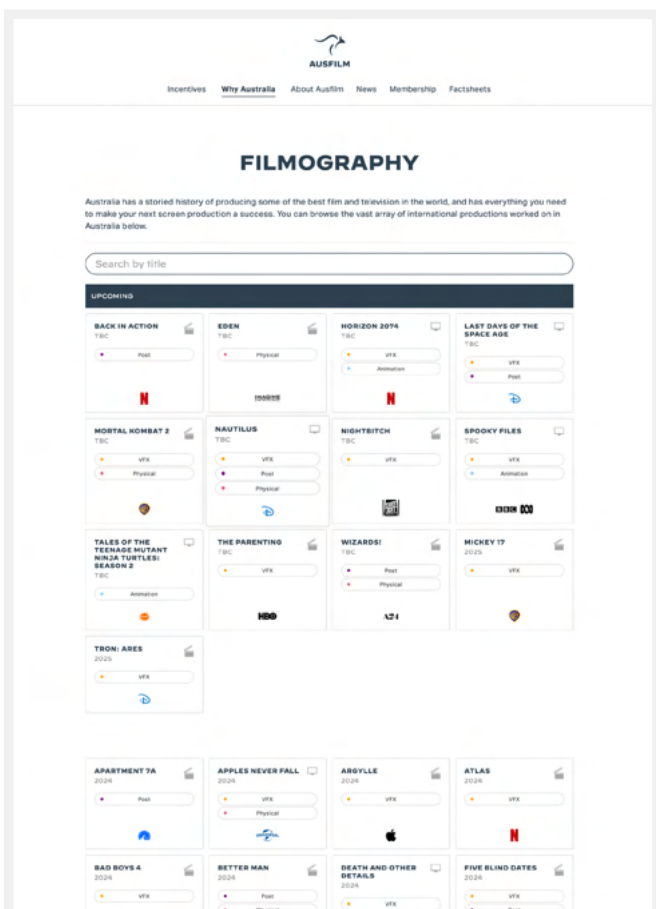 AUSFILM
Incentives Why Australia About Ausfilm News Membership Factsheets
FILMOGRAPHY
Australia has a storied history of producing some of the best film and television in the world, and has everything you need
to make your next screen production a success. You can browse the vast array of international productions worked on in
Australia below.
Search by title
UPCOMING
BACK IN ACTION
TBC
Post
N
EDEN
TBC
Physical
HORIZON 2074
TBC
VFX
Animation
N
LAST DAYS OF THE
SPACE AGE
TBC
VFX
Post
D
MORTAL KOMBAT 2
TBC
VFX
Physical
NAUTILUS
TBC
VFX
Post
Physical
D
NIGHTBITCH
TBC
VFX
SPOOKY FILES
TBC
VFX
Animation
BBC
TALES OF THE
TEENAGE MUTANT
NINJA TURTLES:
SEASON 2
TBC
Animation
THE PARENTING
TBC
VFX
HBO
WIZARDS!
TBC
Post
Physical
A24
MICKEY 17
2025
VFX
TRON: ARES
2025
VFX
D
APARTMENT 7A
2024
Post
APPLES NEVER FALL
2024
VFX
Physical
UNIVERSAL
ARGYLLE
2024
VFX
ATLAS
2024
VFX
N
BAD BOYS 4
2024
VFX
BETTER MAN
2024
Post
Physical
DEATH AND OTHER
DETAILS
2024
VFX
FIVE BLIND DATES
2024
VFX
Post